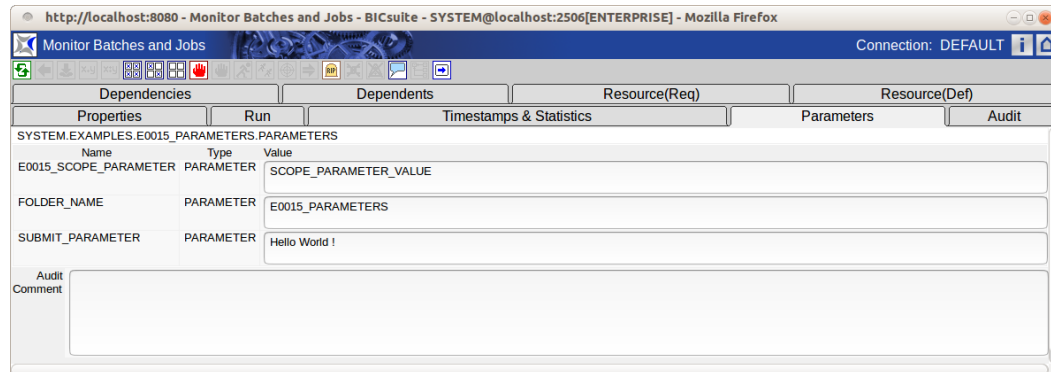 http://localhost:8080 - Monitor Batches and Jobs - BICsuite - SYSTEM@localhost:2506[ENTERPRISE] - Mozilla Firefox
Monitor Batches and Jobs Connection: DEFAULT
RIP
Dependencies Dependents Resource(Req) Resource(Def)
Properties Run Timestamps & Statistics Parameters Audit
SYSTEM.EXAMPLES.E0015_PARAMETERS.PARAMETERS
Name Type Value
E0015_SCOPE_PARAMETER PARAMETER SCOPE_PARAMETER_VALUE
FOLDER_NAME PARAMETER E0015_PARAMETERS
SUBMIT_PARAMETER PARAMETER Hello World !
Audit
Comment